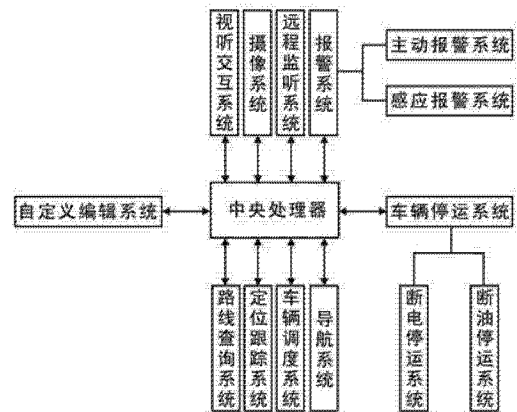 视听交互系统
摄像系统
远程监听系统
报警系统
主动报警系统
感应报警系统
自定义编辑系统
中央处理器
车辆停运系统
路线查询系统
定位跟踪系统
车辆调度系统
导航系统
断电停运系统
断油停运系统